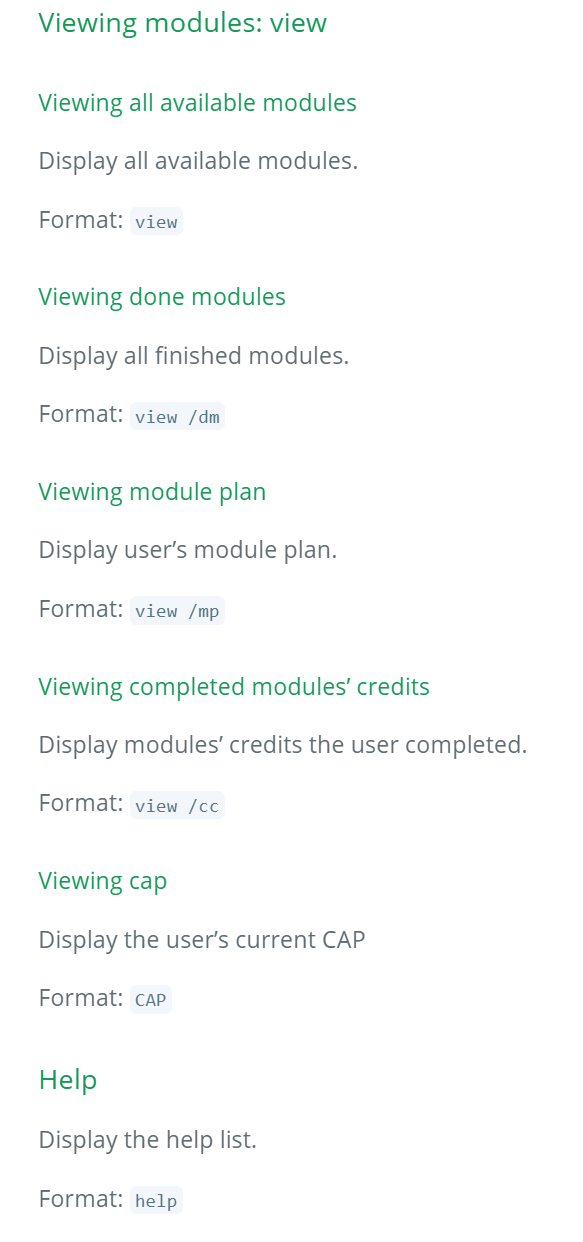 Viewing modules: view
Viewing all available modules
Display all available modules.
Format: view
Viewing done modules
Display all finished modules.
Format: view /dm
Viewing module plan
Display user’s module plan.
Format: view /mp
Viewing completed modules’ credits
Display modules’ credits the user completed.
Format: view /cc
Viewing cap
Display the user’s current CAP
Format: CAP
Help
Display the help list.
Format: help